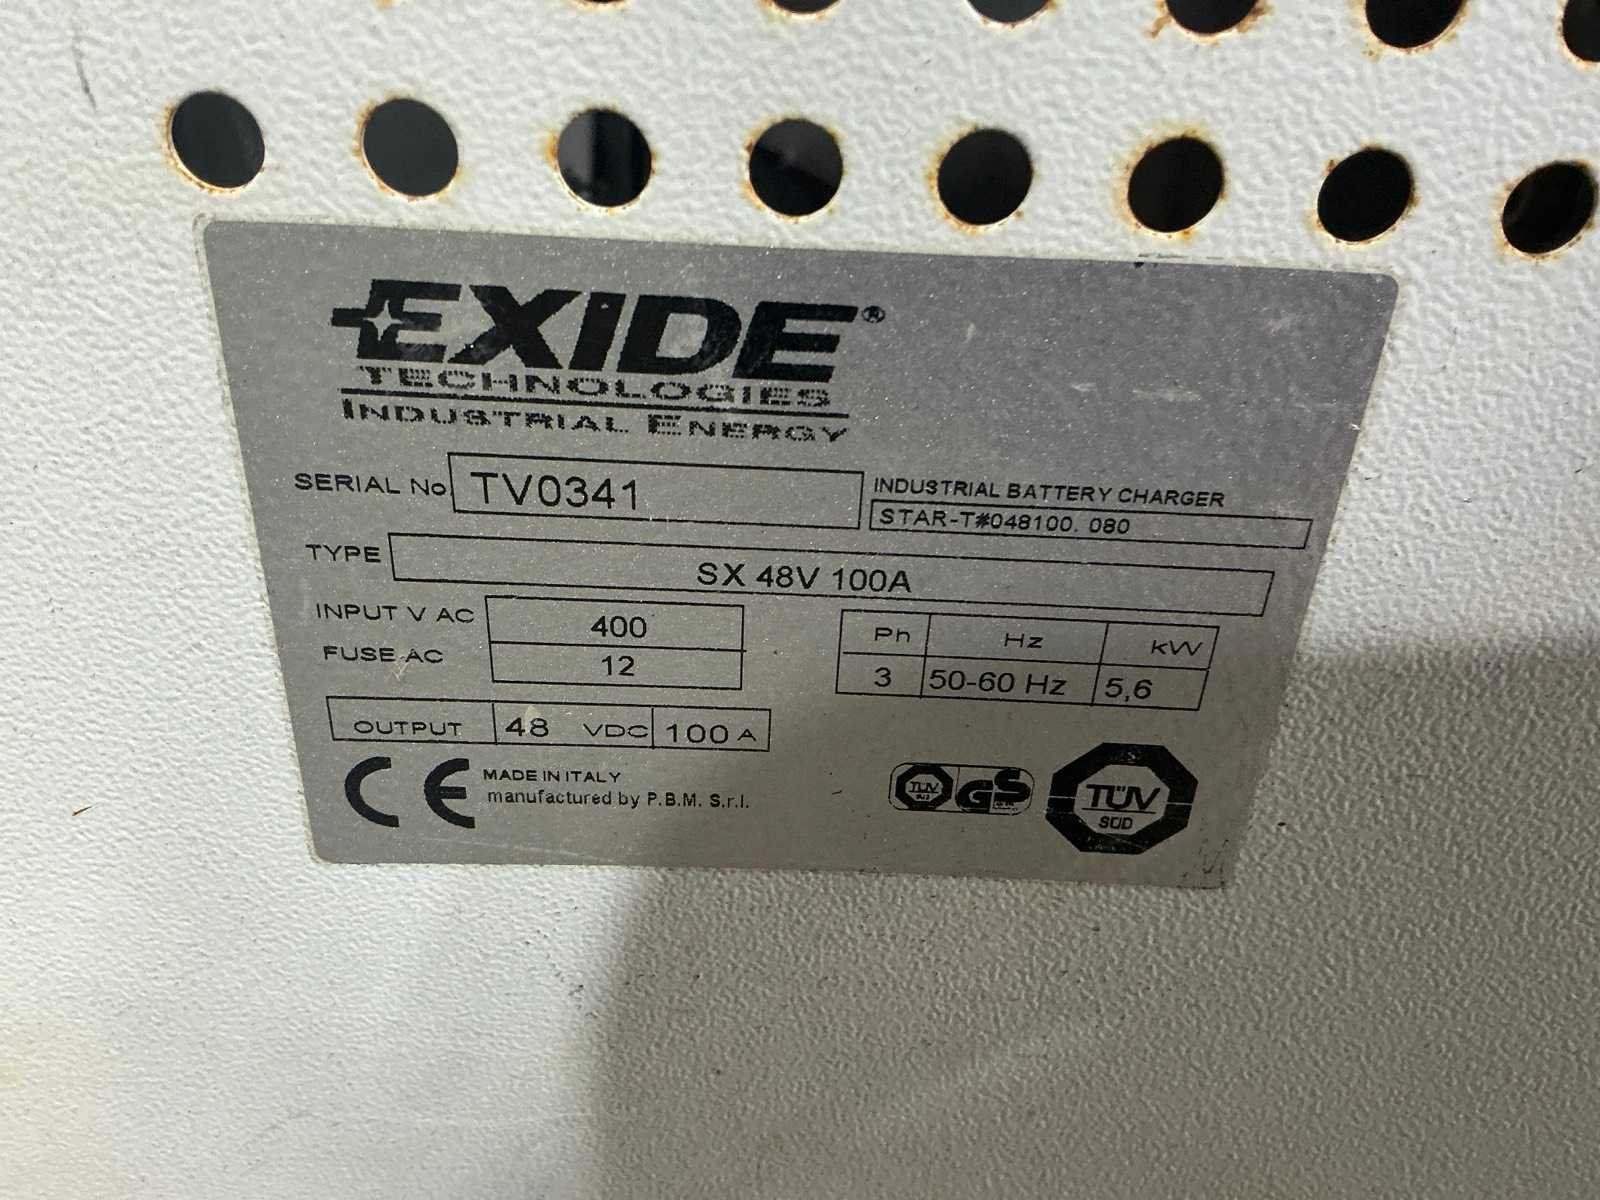 EXIDE®
TECHNOLOGIES
INDUSTRIAL ENERGY
SERIAL No TV0341
INDUSTRIAL BATTERY CHARGER
STAR-T#048100. 080
TYPE SX 48V 100A
INPUT V AC 400
FUSE AC 12
Ph Hz kW
3 50-60 Hz 5,6
OUTPUT 48 VDC 100 A
CE MADE IN ITALY
manufactured by P.B.M. S.r.l.
TÜV GS
TÜV
SÜD